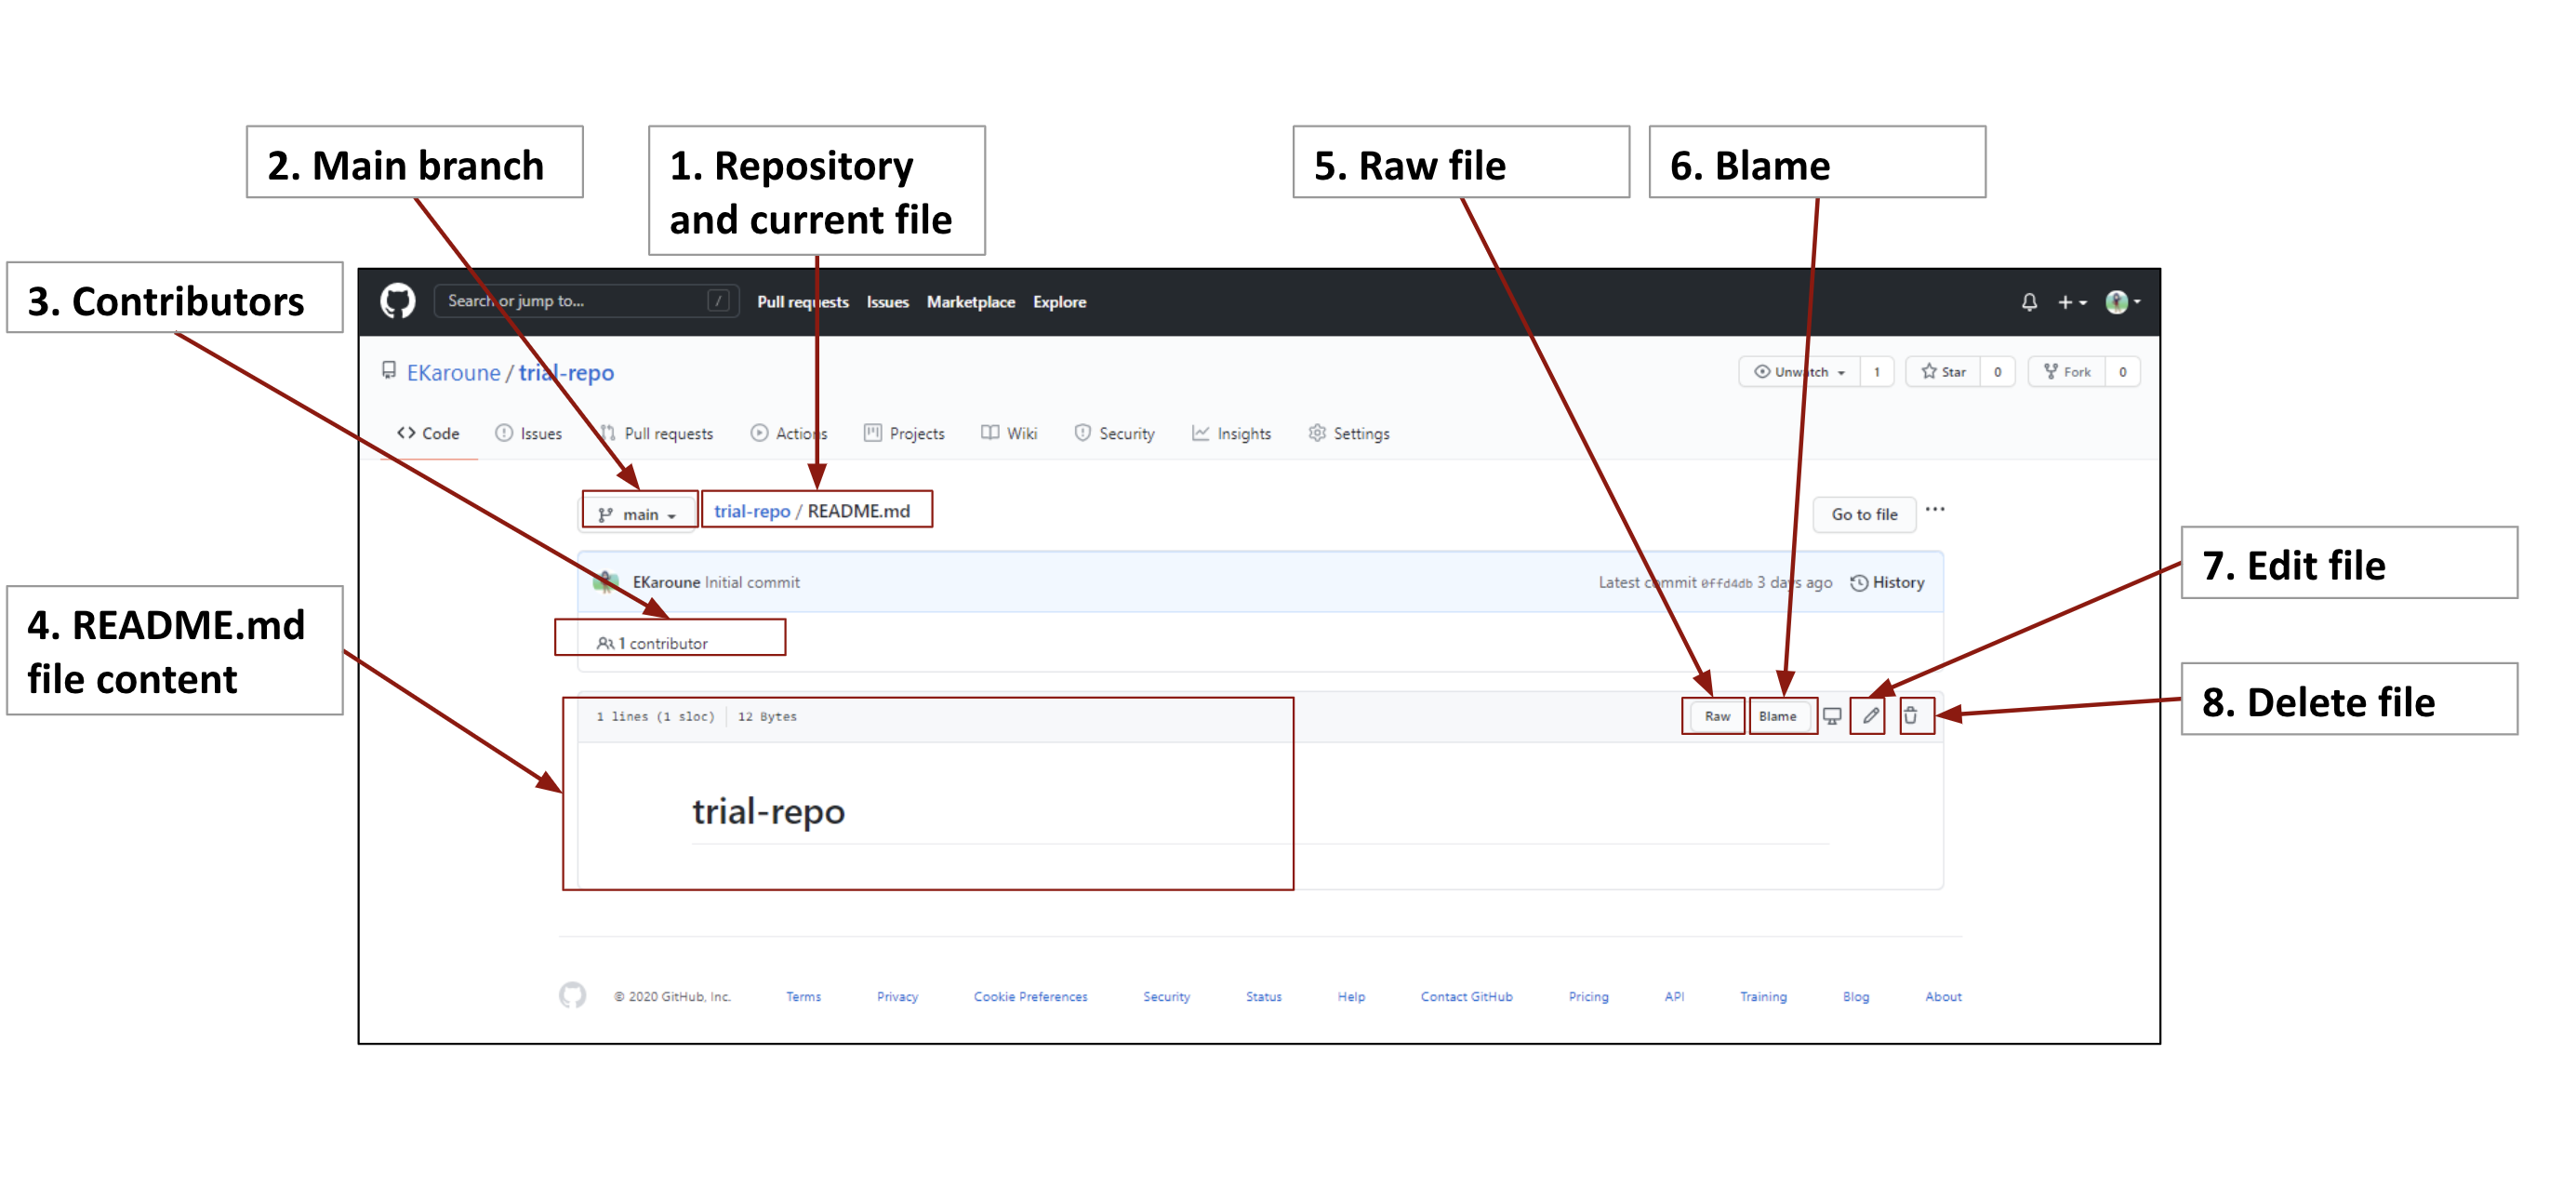 2. Main branch
1. Repository
and current file
5. Raw file
6. Blame
3. Contributors
Search or jump to... /
Pull requests Issues Marketplace Explore
EKaroune / trial-repo
Unwatch 1 Star 0 Fork 0
Code Issues Pull requests Actions Projects Wiki Security Insights Settings
main trial-repo / README.md
Go to file ...
7. Edit file
EKaroune Initial commit
Latest commit 0ffd4db 3 days ago History
4. README.md
file content
1 contributor
8. Delete file
1 lines (1 sloc) 12 Bytes
Raw Blame
trial-repo
© 2020 GitHub, Inc. Terms Privacy Cookie Preferences Security Status Help Contact GitHub Pricing API Training Blog About